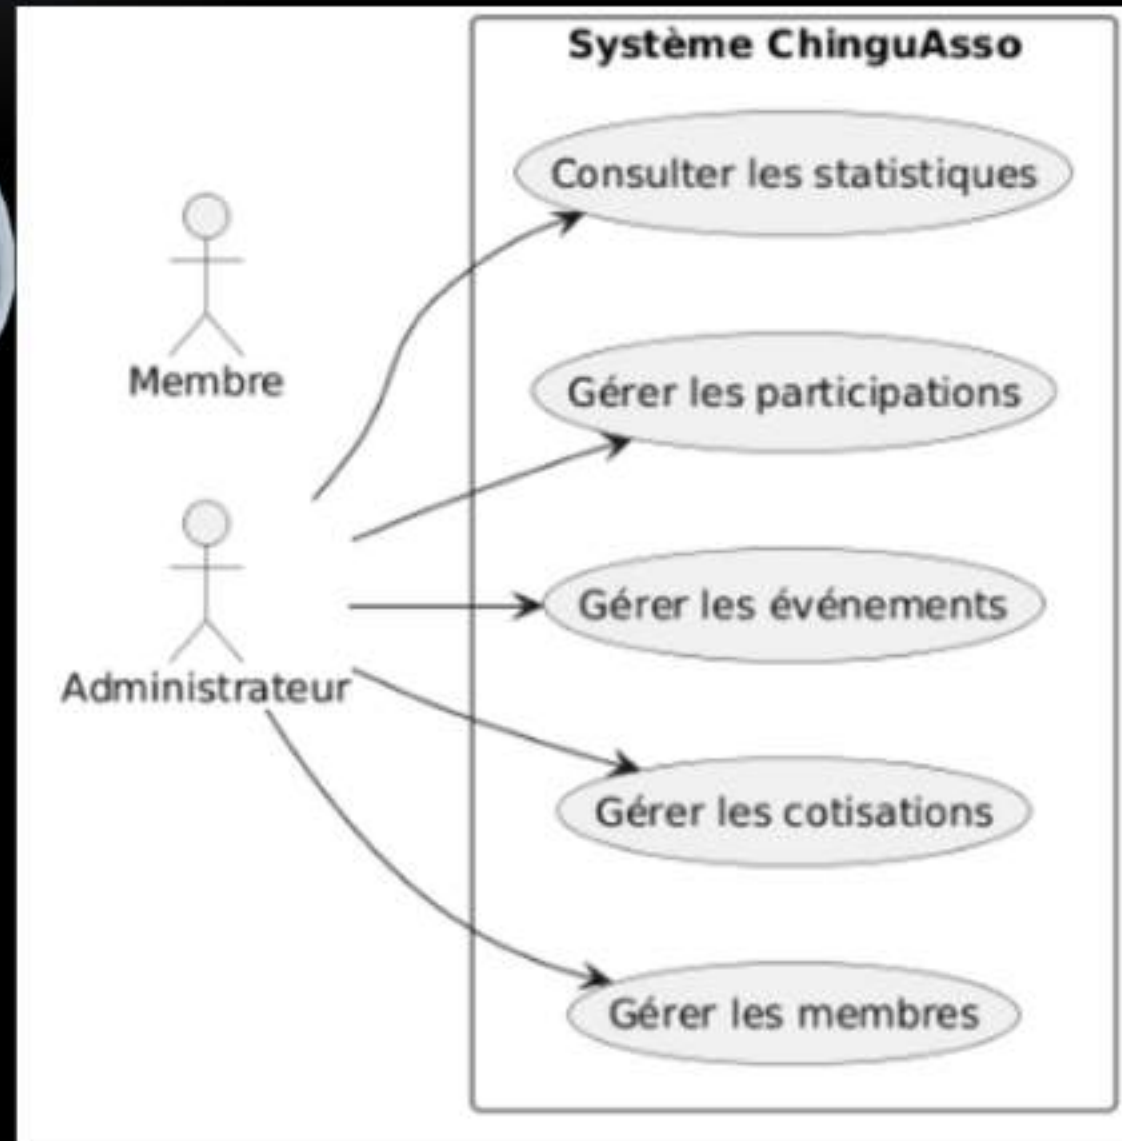 Système ChinguAsso
Consulter les statistiques
Membre
Gérer les participations
Gérer les événements
Administrateur
Gérer les cotisations
Gérer les membres